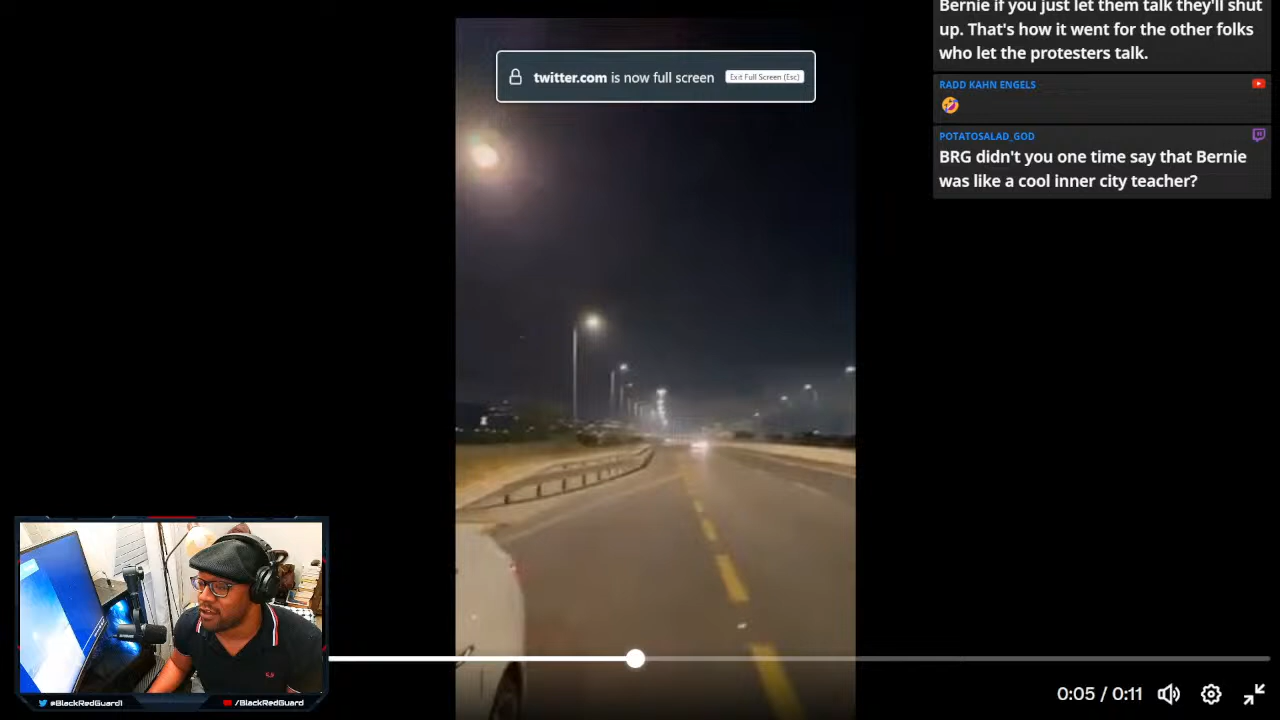 Bernie if you just let them talk they'll shut
up. That's how it went for the other folks
who let the protesters talk.
twitter.com is now full screen Exit Full Screen (Esc)
RADD KAHN ENGELS
POTATOSALAD_GOD
BRG didn't you one time say that Bernie
was like a cool inner city teacher?
0:05 / 0:11
@BlackRedGuard1 /BlackRedGuard